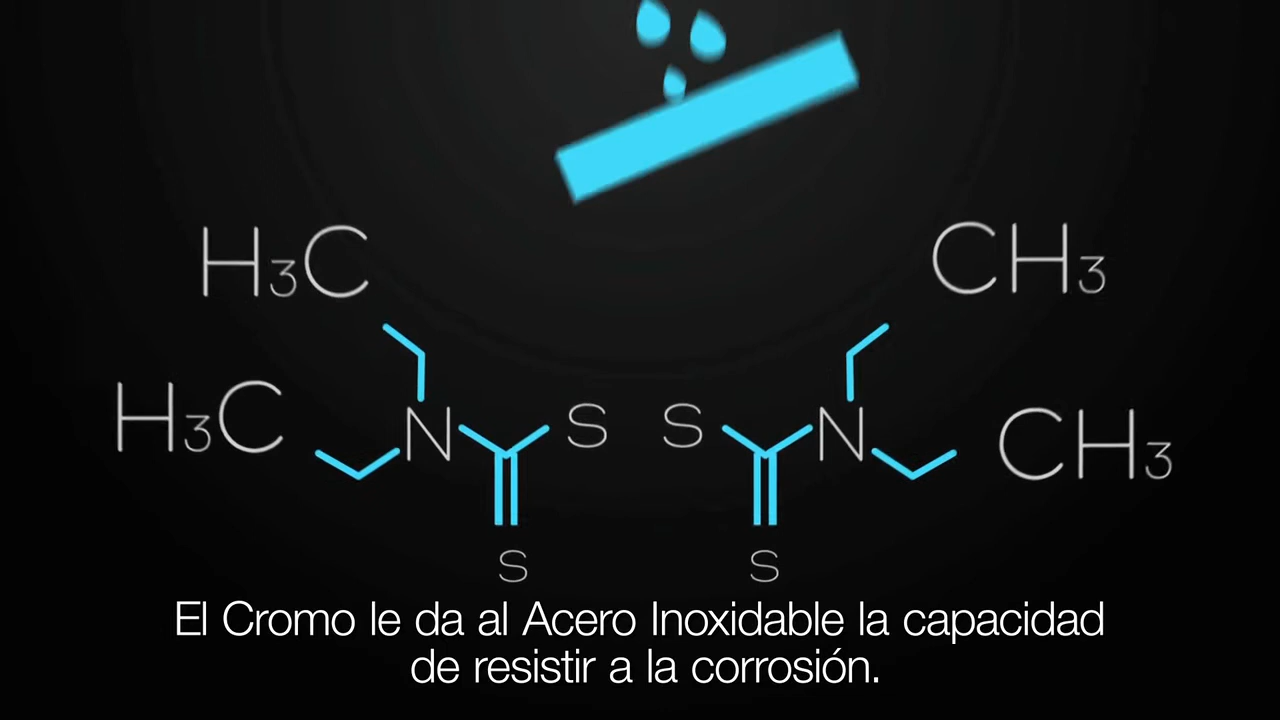 H3C
CH3
H3C
N
S
S
N
CH3
S
S
El Cromo le da al Acero Inoxidable la capacidad
de resistir a la corrosión.